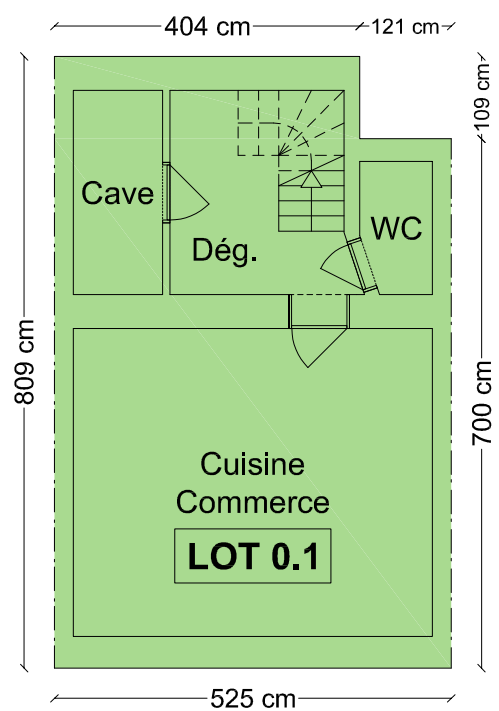 404 cm
121 cm
109 cm
Cave
WC
Dég.
809 cm
700 cm
Cuisine
Commerce
LOT 0.1
525 cm